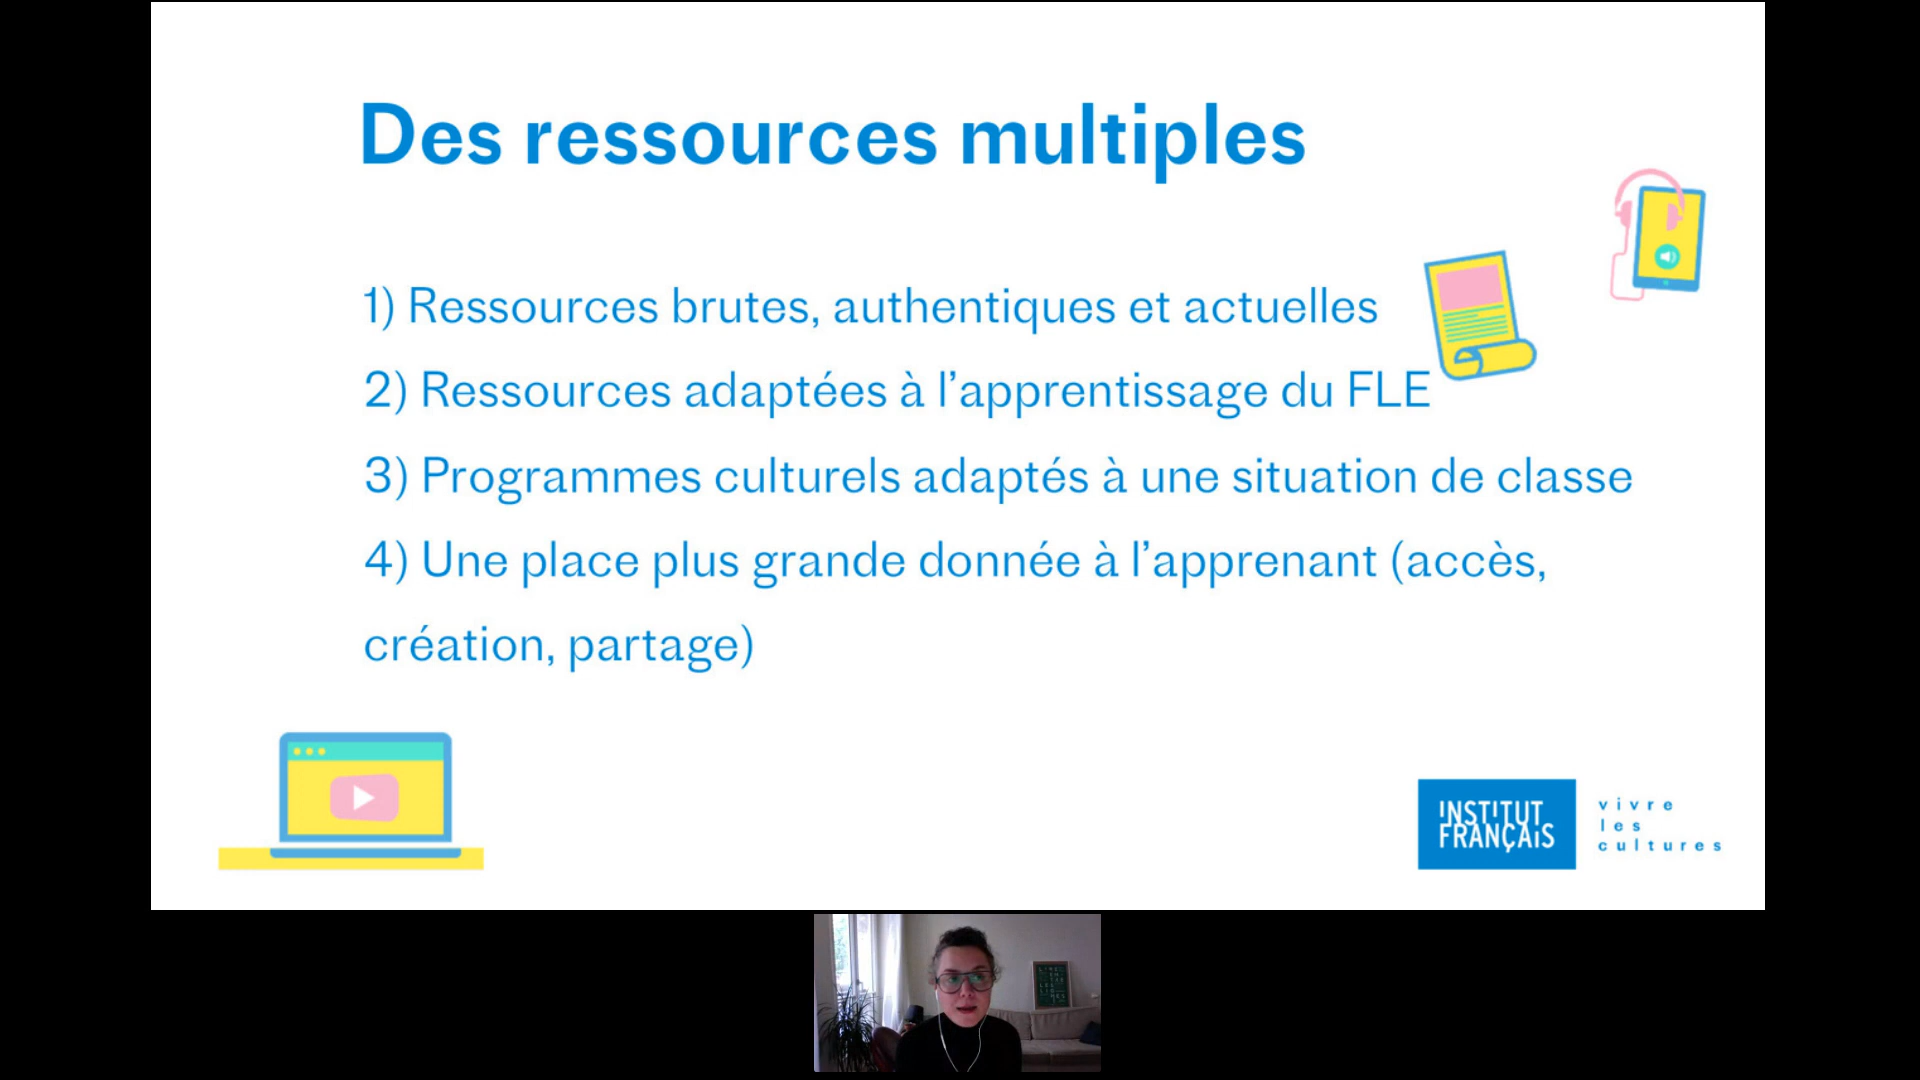 Des ressources multiples
1) Ressources brutes, authentiques et actuelles
2) Ressources adaptées à l’apprentissage du FLE
3) Programmes culturels adaptés à une situation de classe
4) Une place plus grande donnée à l’apprenant (accès,
création, partage)
INSTITUT
FRANÇAIS
vivre
les
cultures